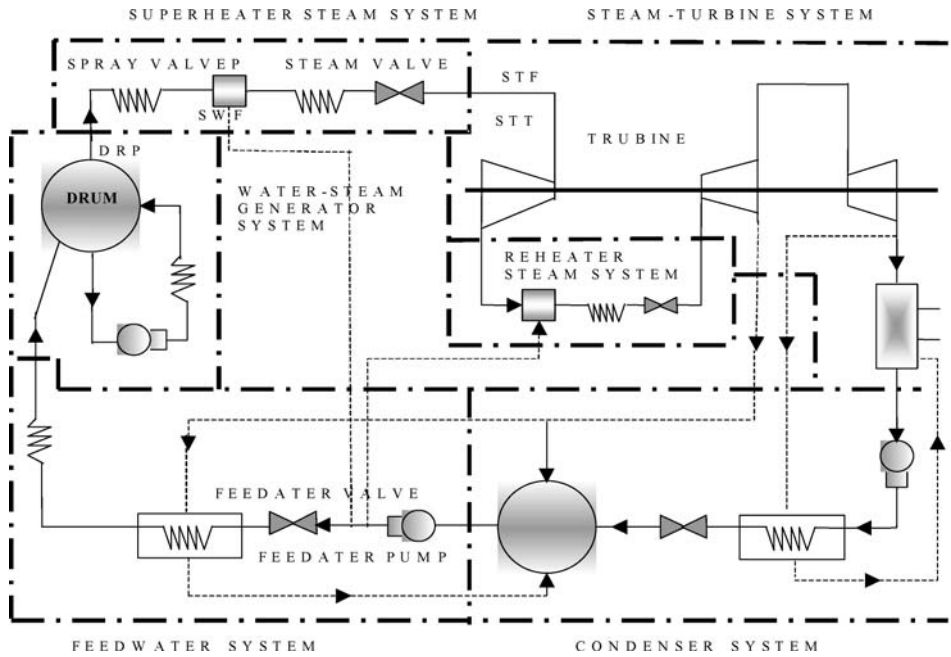 SUPERHEATER STEAM SYSTEM
STEAM-TURBINE SYSTEM
SPRAY VALVEP
STEAM VALVE
STF
SWF
STT
DRP
TRUBINE
DRUM
WATER-STEAM
GENERATOR
SYSTEM
REHEATER
STEAM SYSTEM
FEEDATER VALVE
FEEDATER PUMP
FEEDWATER SYSTEM
CONDENSER SYSTEM